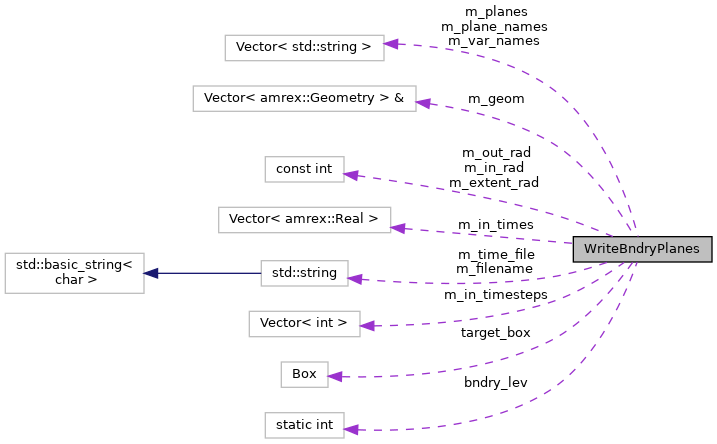 m_planes
m_plane_names
m_var_names
Vector< std::string >
Vector< amrex::Geometry > &
m_geom
m_out_rad
m_in_rad
m_extent_rad
const int
Vector< amrex::Real >
m_in_times
WriteBndryPlanes
std::basic_string<
char >
std::string
m_time_file
m_filename
Vector< int >
m_in_timesteps
target_box
Box
bndry_lev
static int